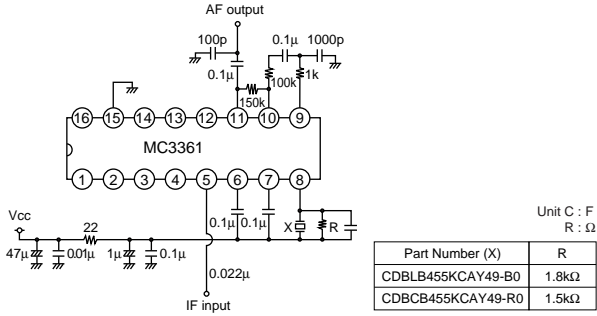 AF output
100p
0.1µ
1000p
0.1µ
100k
1k
150k
16 15 14 13 12 11 10 9
MC3361
1 2 3 4 5 6 7 8
Vcc
22
0.1µ 0.1µ
X
R
47µ
0.01µ
1µ
0.1µ
0.022µ
IF input
Unit C : F
R : Ω
Part Number (X) R
CDBLB455KCAY49-B0 1.8kΩ
CDBCB455KCAY49-R0 1.5kΩ